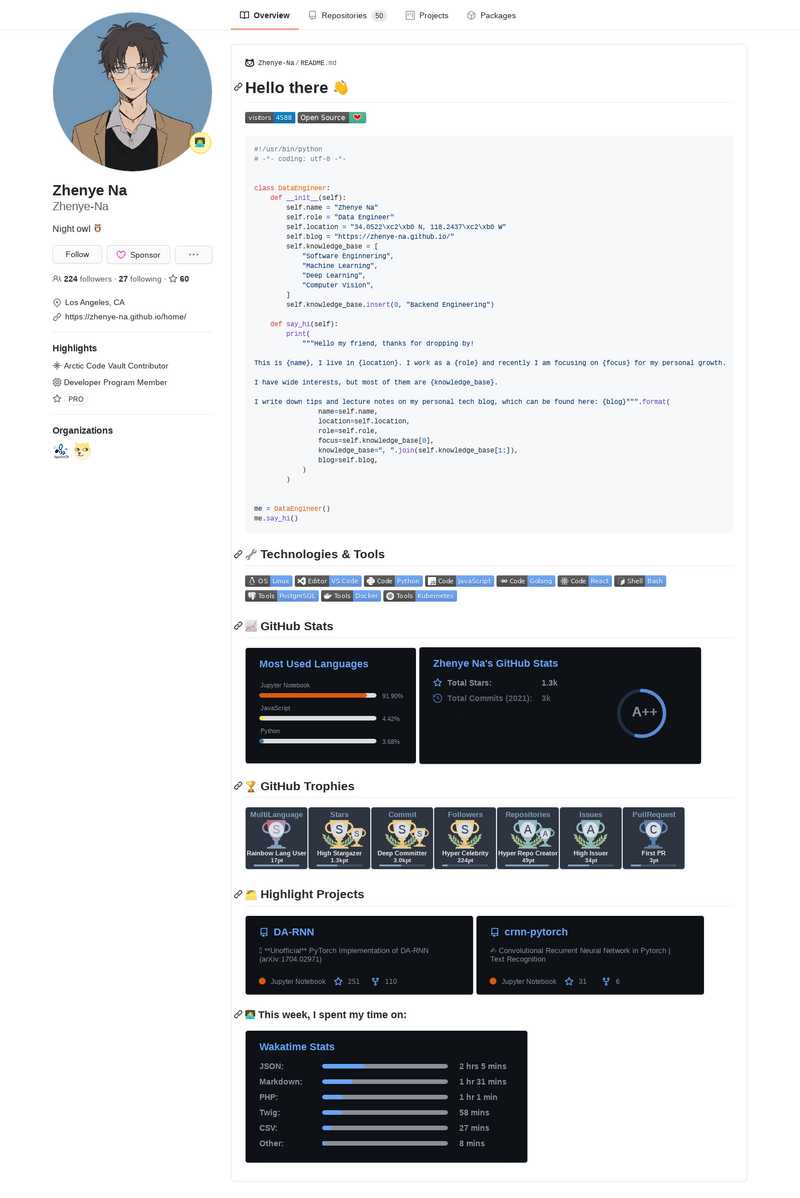 Overview
Repositories 50
Projects
Packages
Zhenye Na
Zhenye-Na
Night owl 🦉
Follow
Sponsor
224 followers · 27 following · 60
Los Angeles, CA
https://zhenye-na.github.io/home/
Highlights
Arctic Code Vault Contributor
Developer Program Member
PRO
Organizations
Zhenye-Na / README.md
Hello there 👋
visitors 4580
Open Source ❤
#!/usr/bin/python
# -*- coding: utf-8 -*-
class DataEngineer:
def __init__(self):
self.name = "Zhenye Na"
self.role = "Data Engineer"
self.location = "34.0522\xc2\xb0 N, 118.2437\xc2\xb0 W"
self.blog = "https://zhenye-na.github.io/"
self.knowledge_base = [
"Software Enginnering",
"Machine Learning",
"Deep Learning",
"Computer Vision",
]
self.knowledge_base.insert(0, "Backend Engineering")
def say_hi(self):
print(
"""Hello my friend, thanks for dropping by!
This is {name}, I live in {location}. I work as a {role} and recently I am focusing on {focus} for my personal growth.
I have wide interests, but most of them are {knowledge_base}.
I write down tips and lecture notes on my personal tech blog, which can be found here: {blog}""".format(
name=self.name,
location=self.location,
role=self.role,
focus=self.knowledge_base[0],
knowledge_base=", ".join(self.knowledge_base[1:]),
blog=self.blog,
)
)
me = DataEngineer()
me.say_hi()
🔧 Technologies & Tools
OS Linux
Editor VS Code
Code Python
Code JavaScript
Code Golang
Code React
Shell Bash
Tools PostgreSQL
Tools Docker
Tools Kubernetes
📈 GitHub Stats
Most Used Languages
Jupyter Notebook
91.90%
JavaScript
4.42%
Python
3.68%
Zhenye Na's GitHub Stats
Total Stars: 1.3k
Total Commits (2021): 3k
A++
🏆 GitHub Trophies
MultiLanguage
S
Rainbow Lang User
17pt
Stars
S S
High Stargazer
1.3kpt
Commit
S S
Deep Committer
3.0kpt
Followers
S
Hyper Celebrity
224pt
Repositories
A A
Hyper Repo Creator
49pt
Issues
A
High Issuer
34pt
PullRequest
C
First PR
3pt
🗂 Highlight Projects
DA-RNN
**Unofficial** PyTorch Implementation of DA-RNN
(arXiv:1704.02971)
Jupyter Notebook 251 110
crnn-pytorch
✍ Convolutional Recurrent Neural Network in Pytorch |
Text Recognition
Jupyter Notebook 31 6
👨‍💻 This week, I spent my time on:
Wakatime Stats
JSON: 2 hrs 5 mins
Markdown: 1 hr 31 mins
PHP: 1 hr 1 min
Twig: 58 mins
CSV: 27 mins
Other: 8 mins